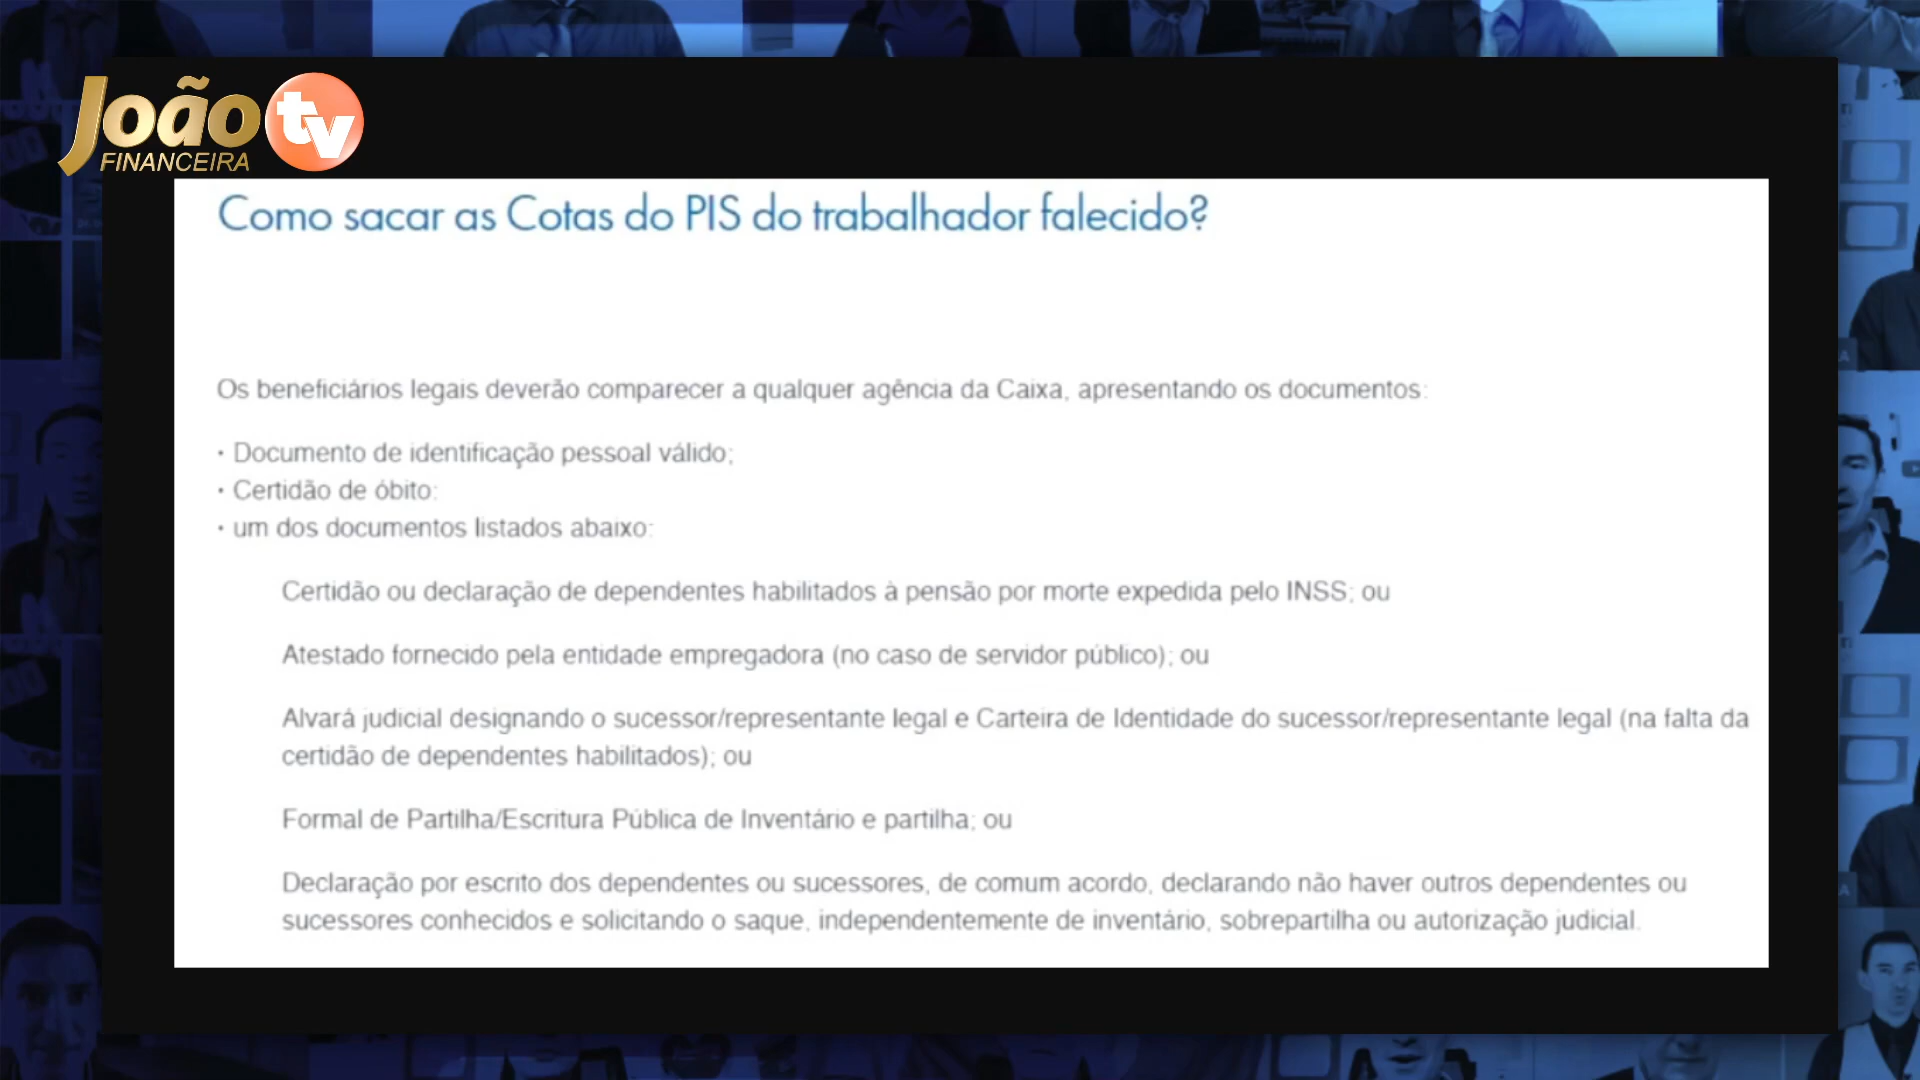 João
FINANCEIRA
tv
Como sacar as Cotas do PIS do trabalhador falecido?
Os beneficiários legais deverão comparecer a qualquer agência da Caixa, apresentando os documentos:
• Documento de identificação pessoal válido;
• Certidão de óbito:
• um dos documentos listados abaixo:
Certidão ou declaração de dependentes habilitados à pensão por morte expedida pelo INSS; ou
Atestado fornecido pela entidade empregadora (no caso de servidor público); ou
Alvará judicial designando o sucessor/representante legal e Carteira de Identidade do sucessor/representante legal (na falta da
certidão de dependentes habilitados); ou
Formal de Partilha/Escritura Pública de Inventário e partilha; ou
Declaração por escrito dos dependentes ou sucessores, de comum acordo, declarando não haver outros dependentes ou
sucessores conhecidos e solicitando o saque, independentemente de inventário, sobrepartilha ou autorização judicial.